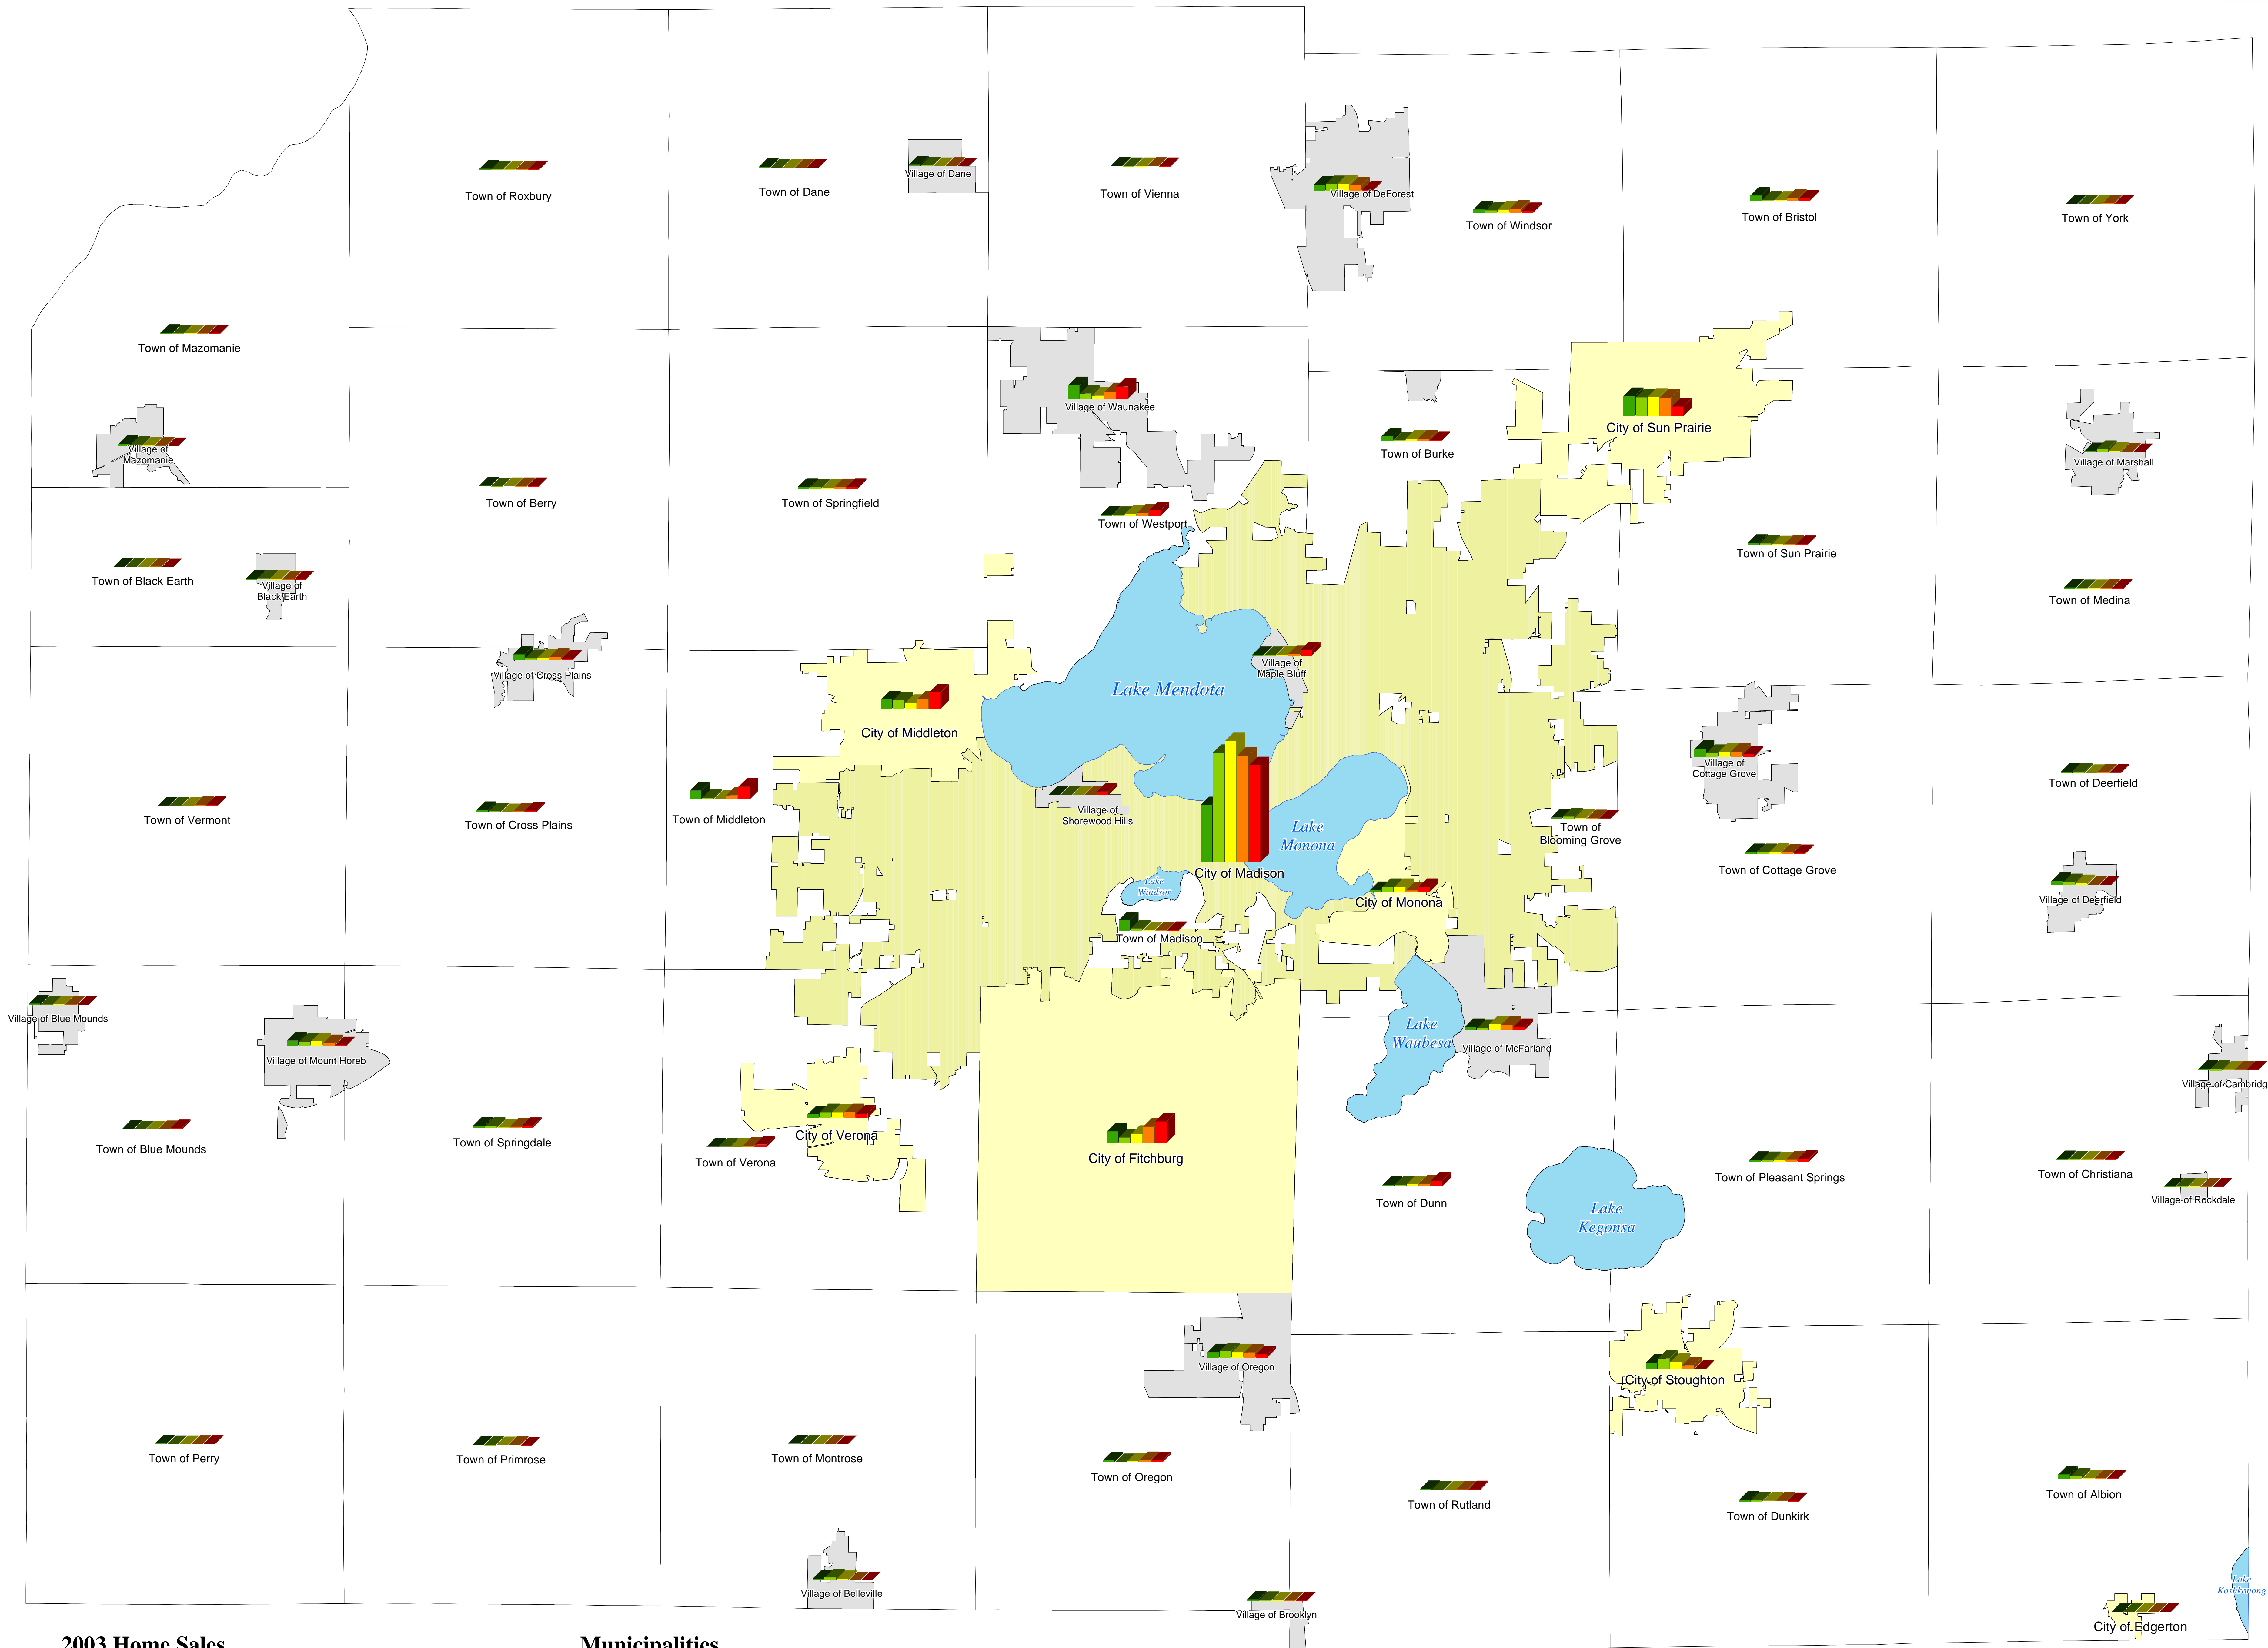 Town of Roxbury
Town of Dane
Village of Dane
Town of Vienna
Village of DeForest
Town of Windsor
Town of Bristol
Town of York
Town of Mazomanie
Village of
Mazomanie
Town of Berry
Town of Springfield
Village of Waunakee
Town of Westport
Town of Burke
City of Sun Prairie
Village of Marshall
Town of Sun Prairie
Town of Medina
Town of Black Earth
Village of
Black Earth
Village of Cross Plains
City of Middleton
Lake Mendota
Village of
Maple Bluff
Village of
Cottage Grove
Town of Deerfield
Town of Vermont
Town of Cross Plains
Town of Middleton
Village of
Shorewood Hills
Lake
Monona
Town of
Blooming Grove
Town of Cottage Grove
City of Madison
Lake
Windsor
City of Monona
Village of Deerfield
Town of Madison
Village of Blue Mounds
Village of Mount Horeb
Lake
Waubesa
Village of McFarland
Village of Cambridg
Town of Blue Mounds
Town of Springdale
City of Verona
Town of Verona
City of Fitchburg
Town of Dunn
Lake
Kegonsa
Town of Pleasant Springs
Town of Christiana
Village of Rockdale
Village of Oregon
City of Stoughton
Town of Perry
Town of Primrose
Town of Montrose
Town of Oregon
Town of Rutland
Town of Dunkirk
Town of Albion
Village of Belleville
Village of Brooklyn
Lake
Koshkonong
City of Edgerton
2003 Home Sales
Municipalities